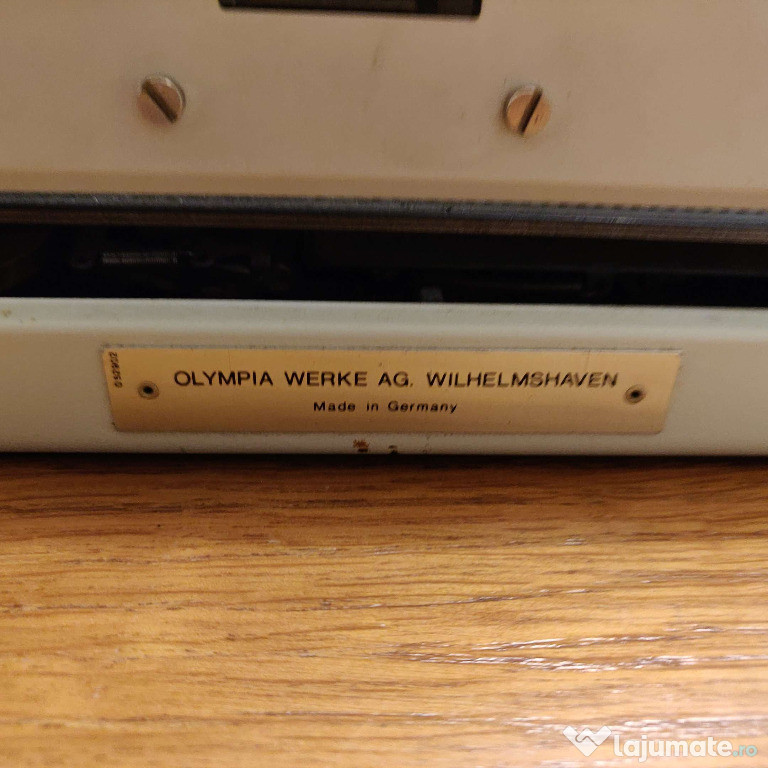 OLYMPIA WERKE AG. WILHELMSHAVEN
Made in Germany
lajumate.ro